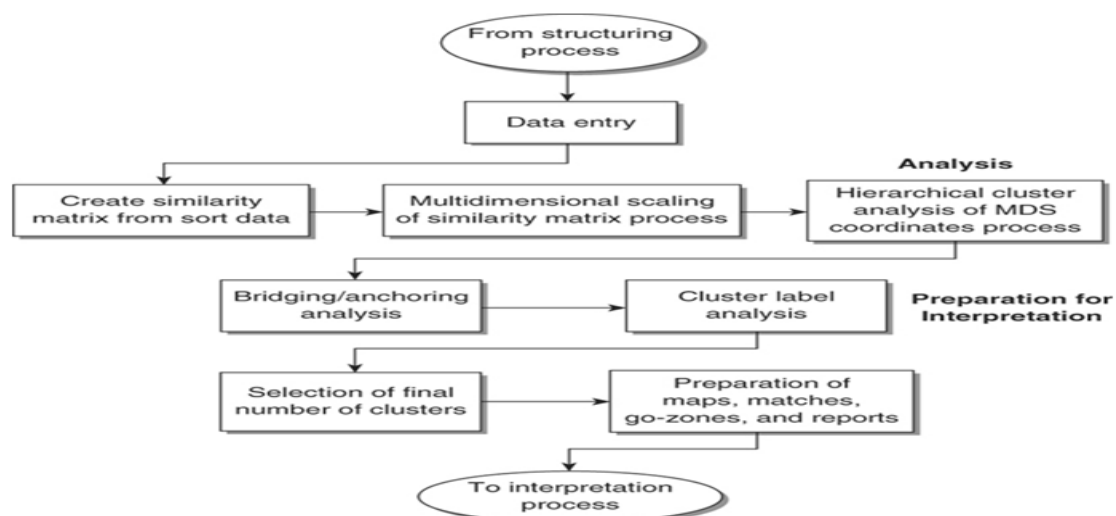 From structuring
process
Data entry
Analysis
Create similarity
matrix from sort data
Multidimensional scaling
of similarity matrix process
Hierarchical cluster
analysis of MDS
coordinates process
Bridging/anchoring
analysis
Cluster label
analysis
Preparation for
Interpretation
Selection of final
number of clusters
Preparation of
maps, matches,
go-zones, and reports
To interpretation
process